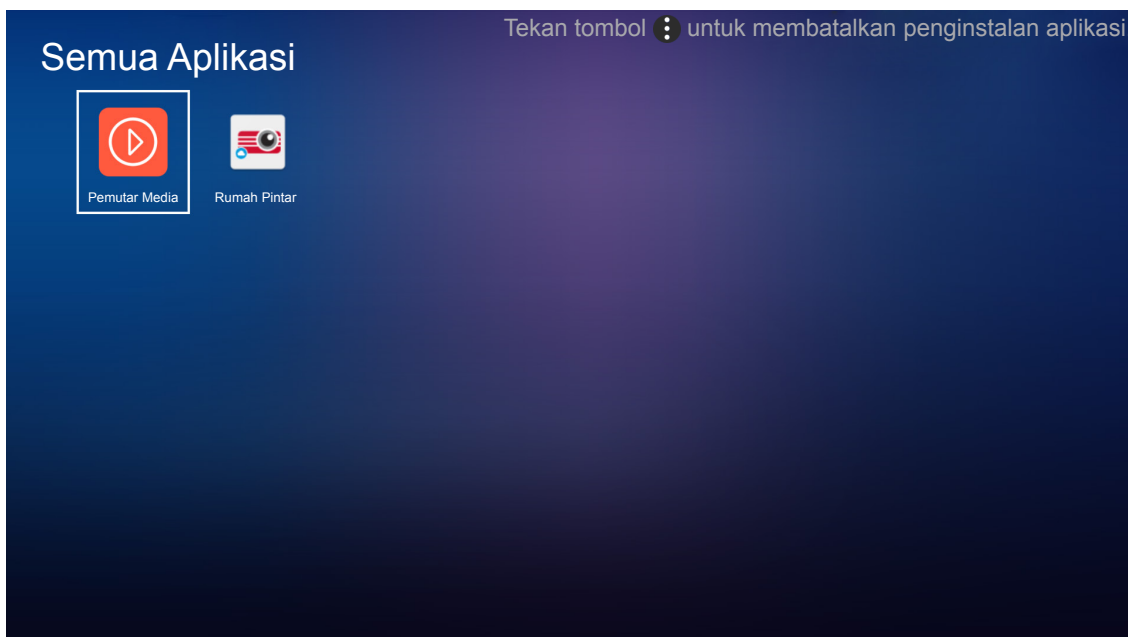 Tekan tombol untuk membatalkan penginstalan aplikasi
Semua Aplikasi
Pemutar Media
Rumah Pintar